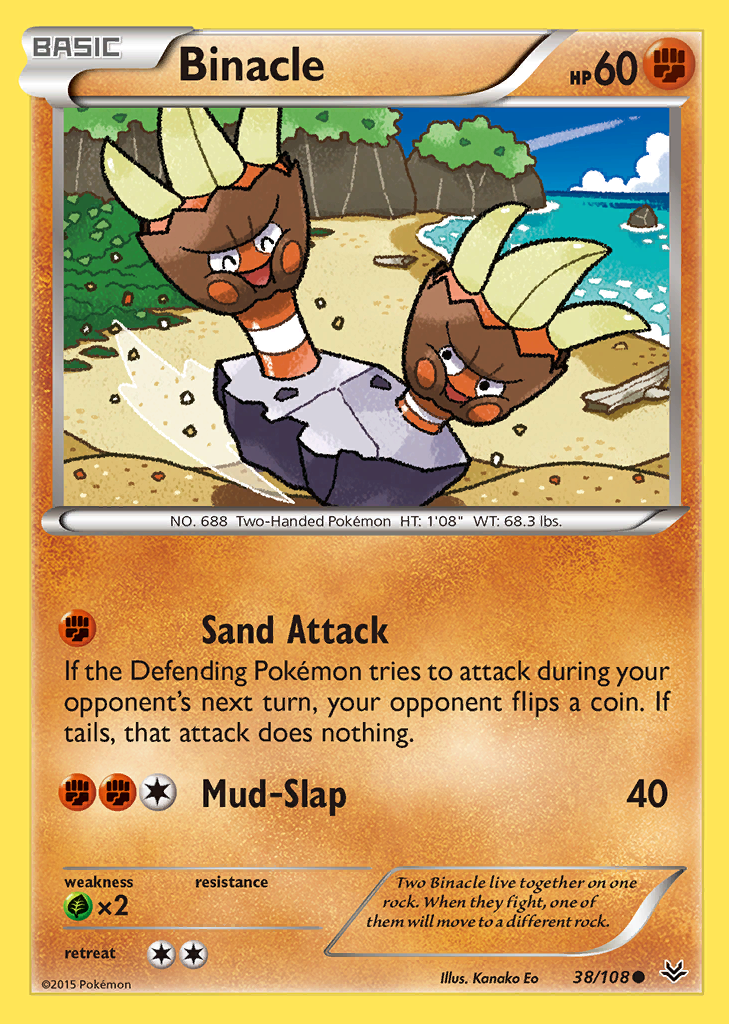 BASIC
Binacle
HP 60
NO. 688 Two-Handed Pokémon HT: 1'08" WT: 68.3 lbs.
Sand Attack
If the Defending Pokémon tries to attack during your
opponent's next turn, your opponent flips a coin. If
tails, that attack does nothing.
Mud-Slap 40
weakness
×2
resistance
retreat
Two Binacle live together on one
rock. When they fight, one of
them will move to a different rock.
©2015 Pokémon
Illus. Kanako Eo
38/108